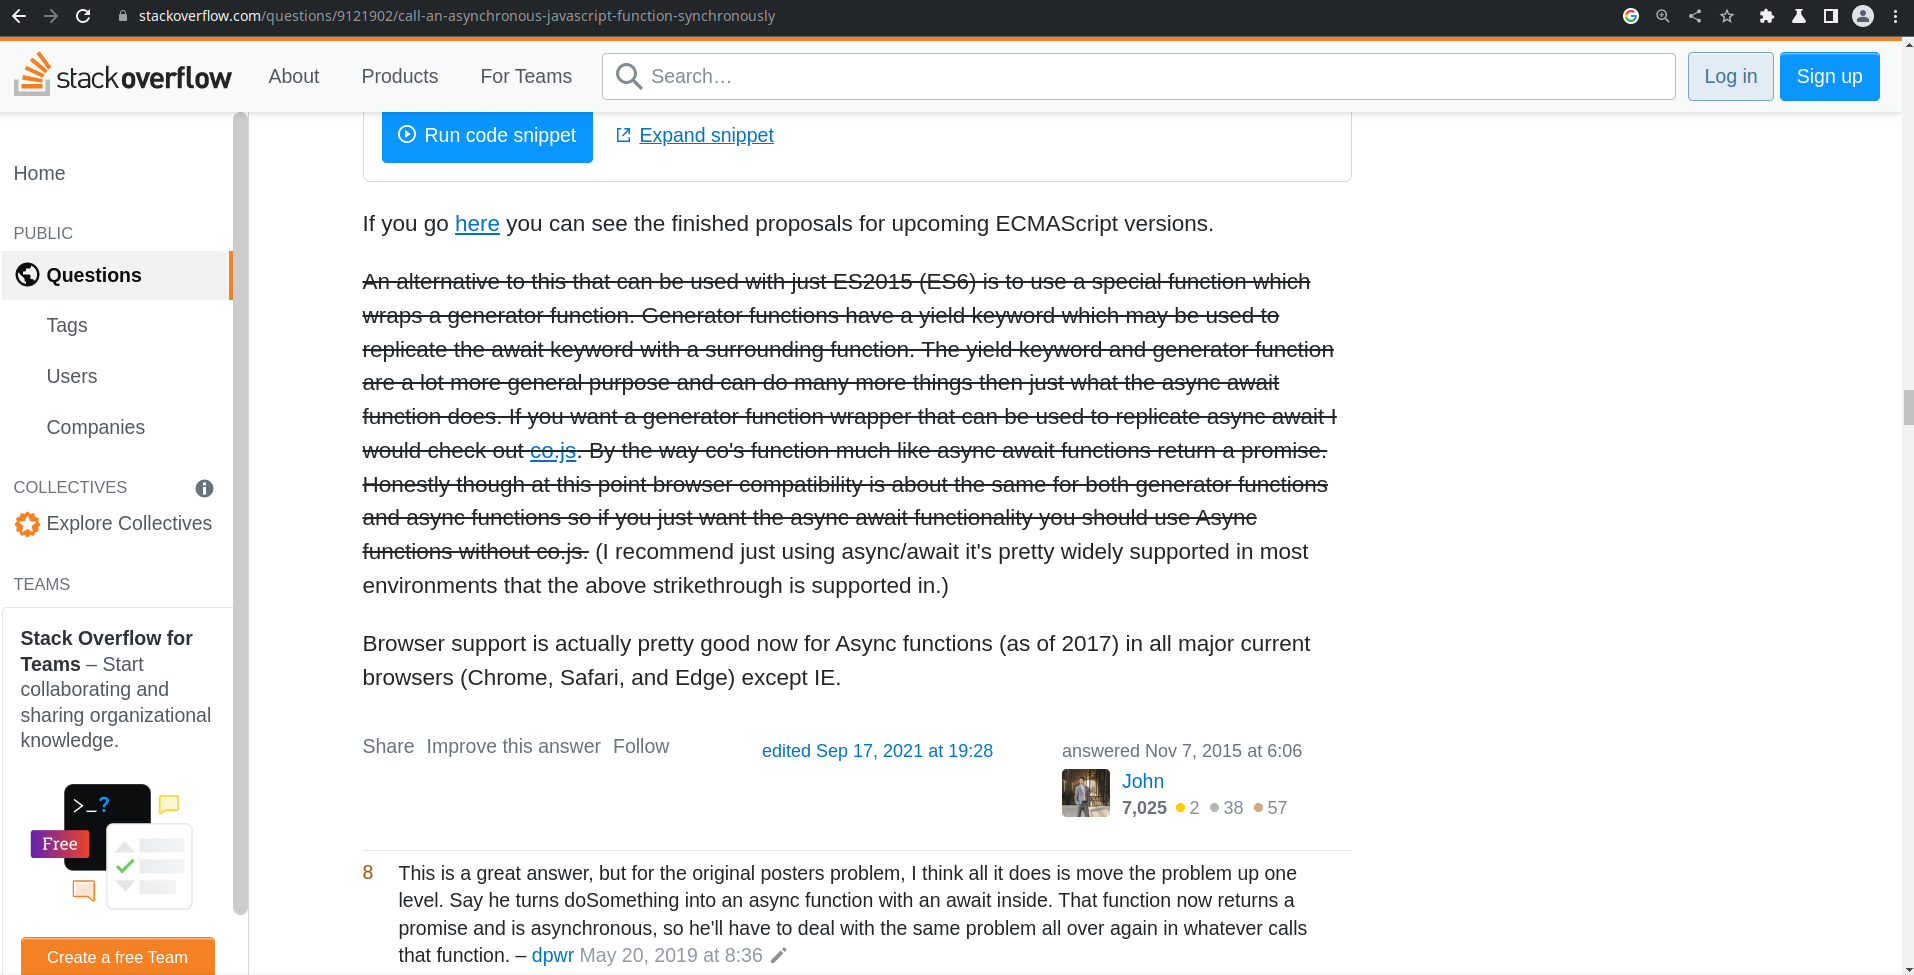 stackoverflow.com/questions/9121902/call-an-asynchronous-javascript-function-synchronously
stackoverflow
About
Products
For Teams
Search…
Log in
Sign up
Run code snippet
Expand snippet
Home
PUBLIC
Questions
Tags
Users
Companies
COLLECTIVES
Explore Collectives
TEAMS
Stack Overflow for
Teams – Start
collaborating and
sharing organizational
knowledge.
>_?
Free
Create a free Team
If you go here you can see the finished proposals for upcoming ECMAScript versions.
An alternative to this that can be used with just ES2015 (ES6) is to use a special function which
wraps a generator function. Generator functions have a yield keyword which may be used to
replicate the await keyword with a surrounding function. The yield keyword and generator function
are a lot more general purpose and can do many more things then just what the async await
function does. If you want a generator function wrapper that can be used to replicate async await I
would check out co.js. By the way co's function much like async await functions return a promise.
Honestly though at this point browser compatibility is about the same for both generator functions
and async functions so if you just want the async await functionality you should use Async
functions without co.js. (I recommend just using async/await it's pretty widely supported in most
environments that the above strikethrough is supported in.)
Browser support is actually pretty good now for Async functions (as of 2017) in all major current
browsers (Chrome, Safari, and Edge) except IE.
Share Improve this answer Follow
edited Sep 17, 2021 at 19:28
answered Nov 7, 2015 at 6:06
John
7,025 2 38 57
8
This is a great answer, but for the original posters problem, I think all it does is move the problem up one
level. Say he turns doSomething into an async function with an await inside. That function now returns a
promise and is asynchronous, so he'll have to deal with the same problem all over again in whatever calls
that function. – dpwr May 20, 2019 at 8:36